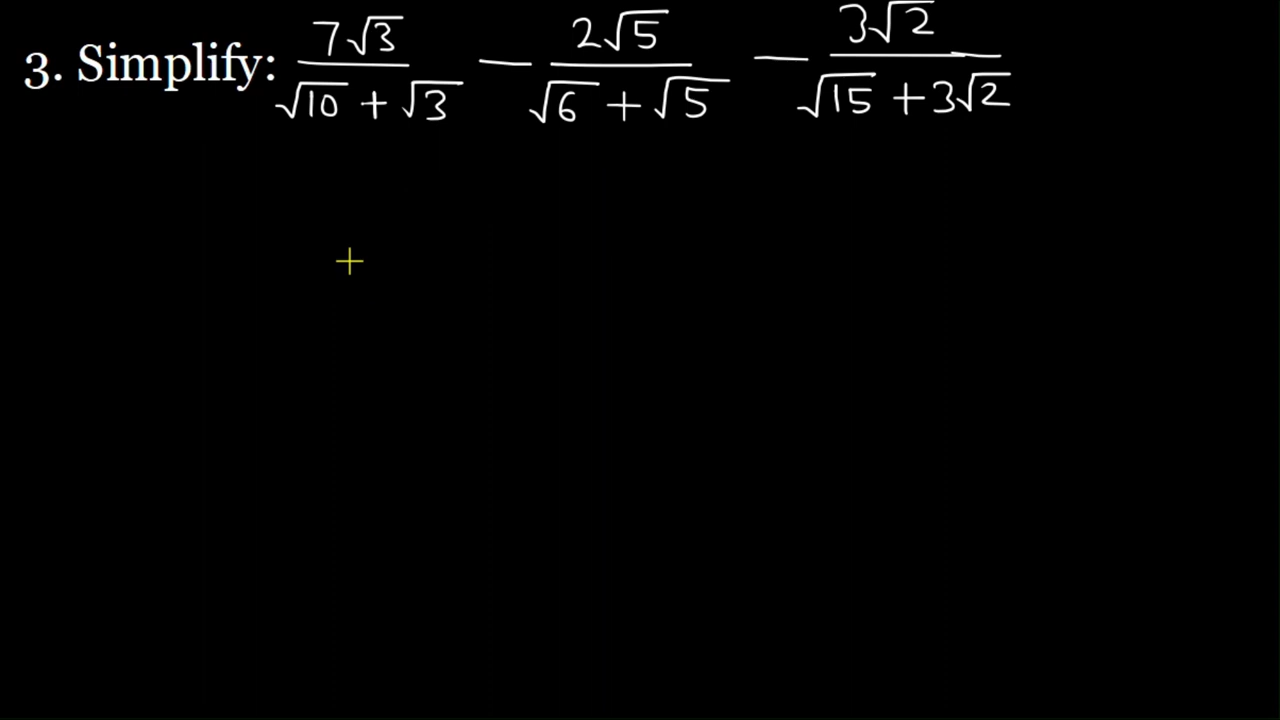 3. Simplify: 7√3/(√10 + √3) − 2√5/(√6 + √5) − 3√2/(√15 + 3√2)